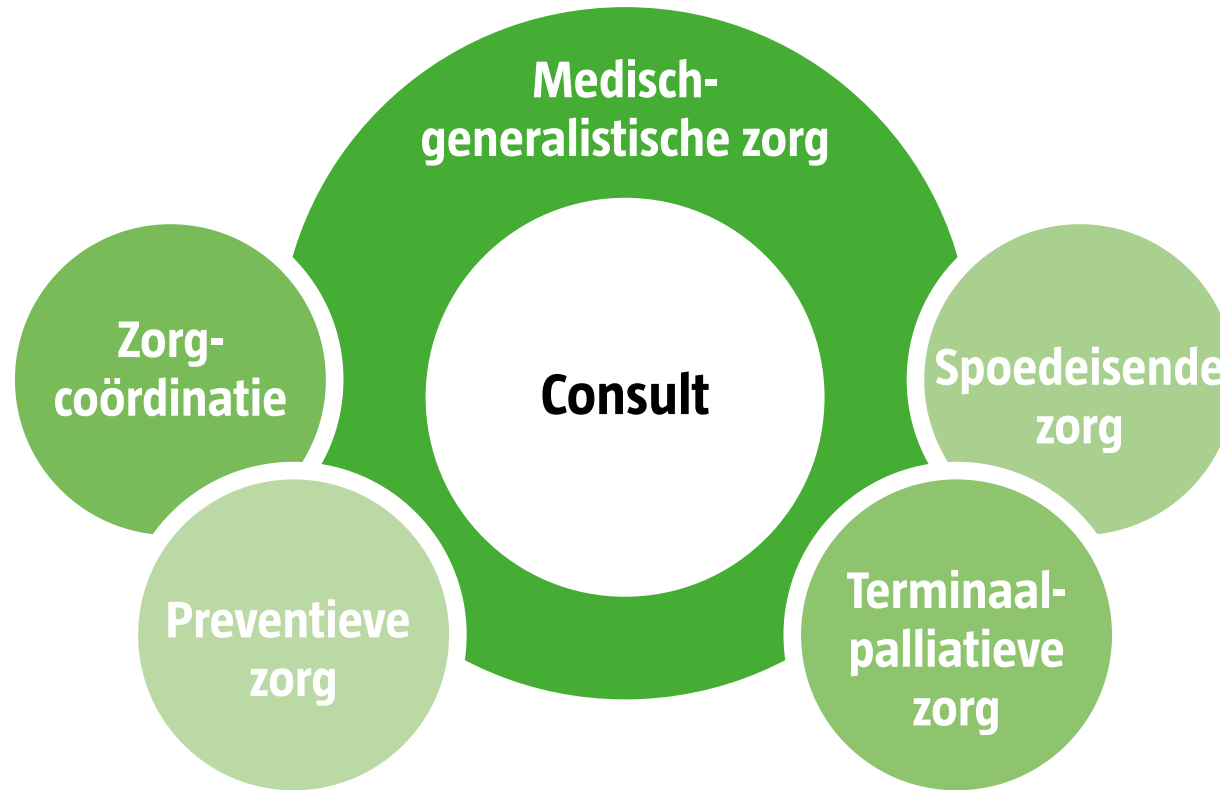 Medisch-
generalistische zorg
Zorg-
coördinatie
Consult
Spoedeisende
zorg
Preventieve
zorg
Terminaal-
palliatieve
zorg